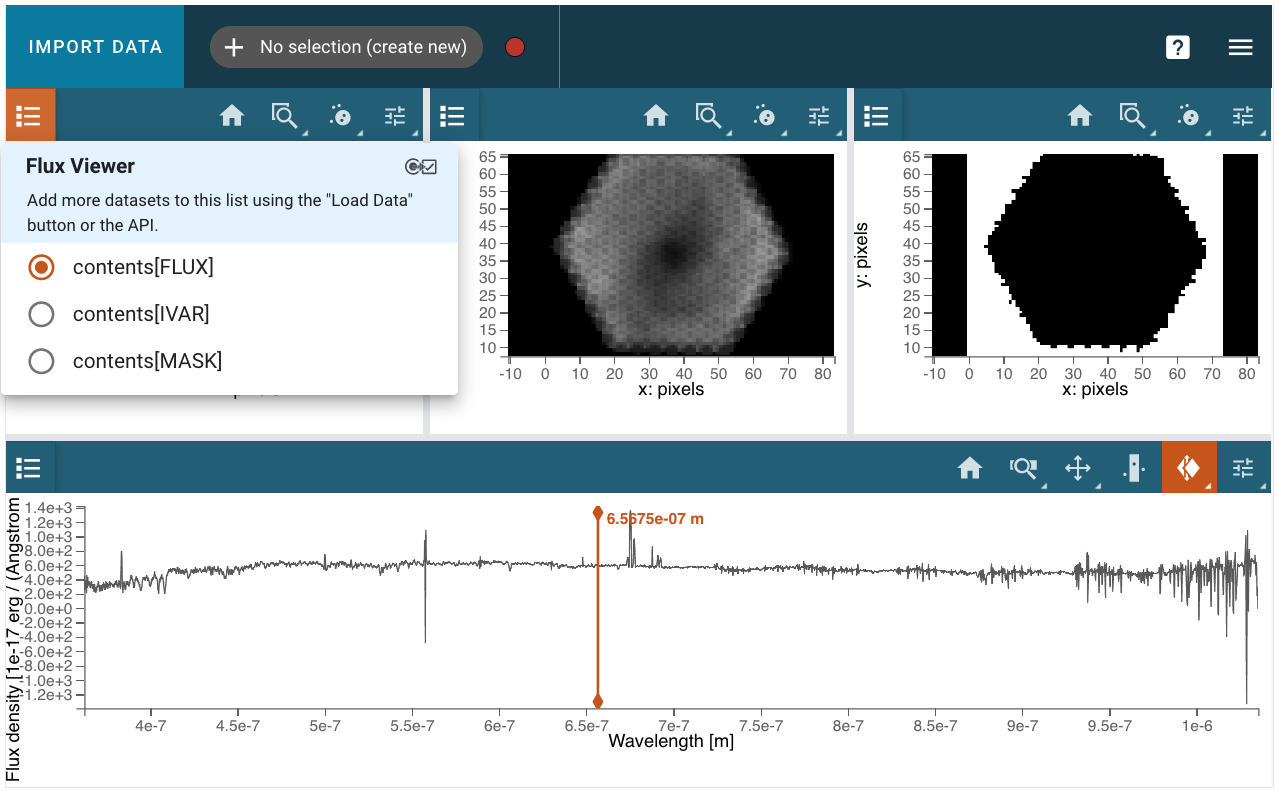 IMPORT DATA
No selection (create new)
?
Flux Viewer
Add more datasets to this list using the "Load Data"
button or the API.
contents[FLUX]
contents[IVAR]
contents[MASK]
65
60
55
50
45
40
35
30
25
20
15
10
-10 0 10 20 30 40 50 60 70 80
x: pixels
y: pixels
65
60
55
50
45
40
35
30
25
20
15
10
-10 0 10 20 30 40 50 60 70 80
x: pixels
Flux density [1e-17 erg / (Angstrom
1.4e+3
1.2e+3
1.0e+3
8.0e+2
6.0e+2
4.0e+2
2.0e+2
0.0e+0
-2.0e+2
-4.0e+2
-6.0e+2
-8.0e+2
-1.0e+3
-1.2e+3
6.5675e-07 m
4e-7 4.5e-7 5e-7 5.5e-7 6e-7 6.5e-7 7e-7 7.5e-7 8e-7 8.5e-7 9e-7 9.5e-7 1e-6
Wavelength [m]